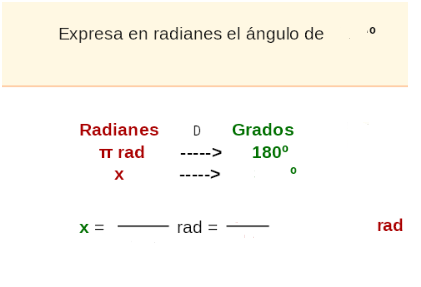 Expresa en radianes el ángulo de º
Radianes D Grados
π rad -----> 180º
x -----> º
x = rad = rad